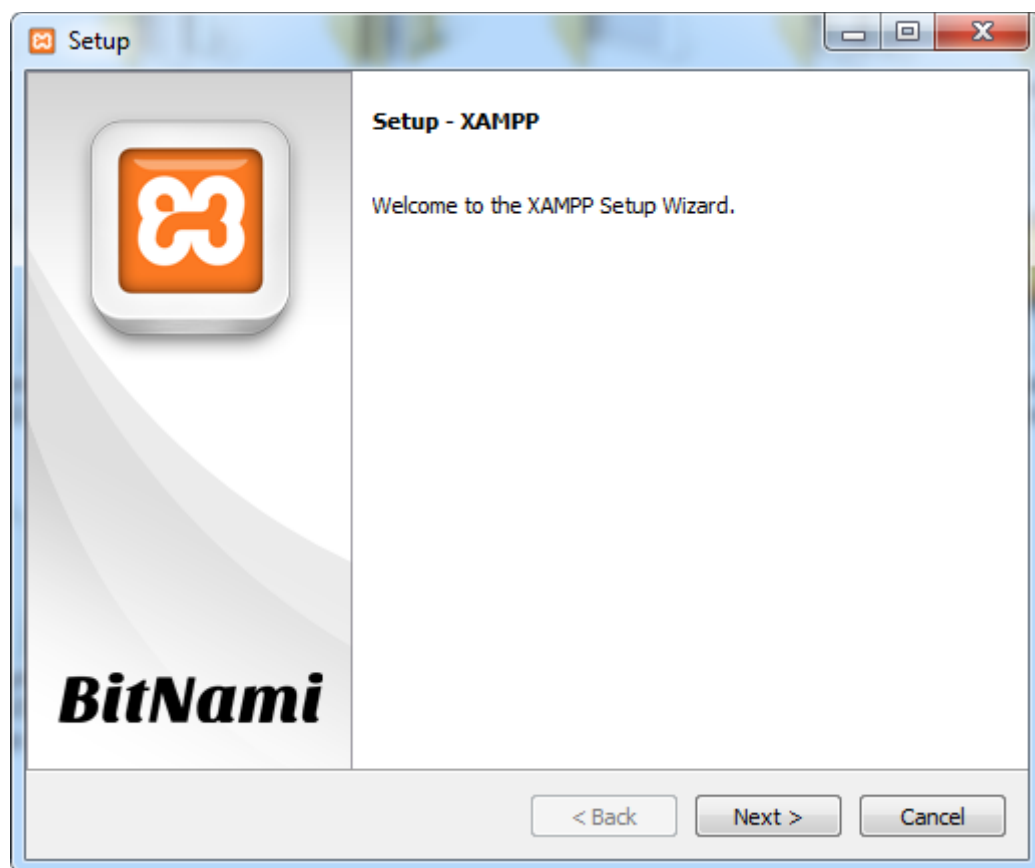 Setup
Setup - XAMPP
Welcome to the XAMPP Setup Wizard.
BitNami
< Back
Next >
Cancel